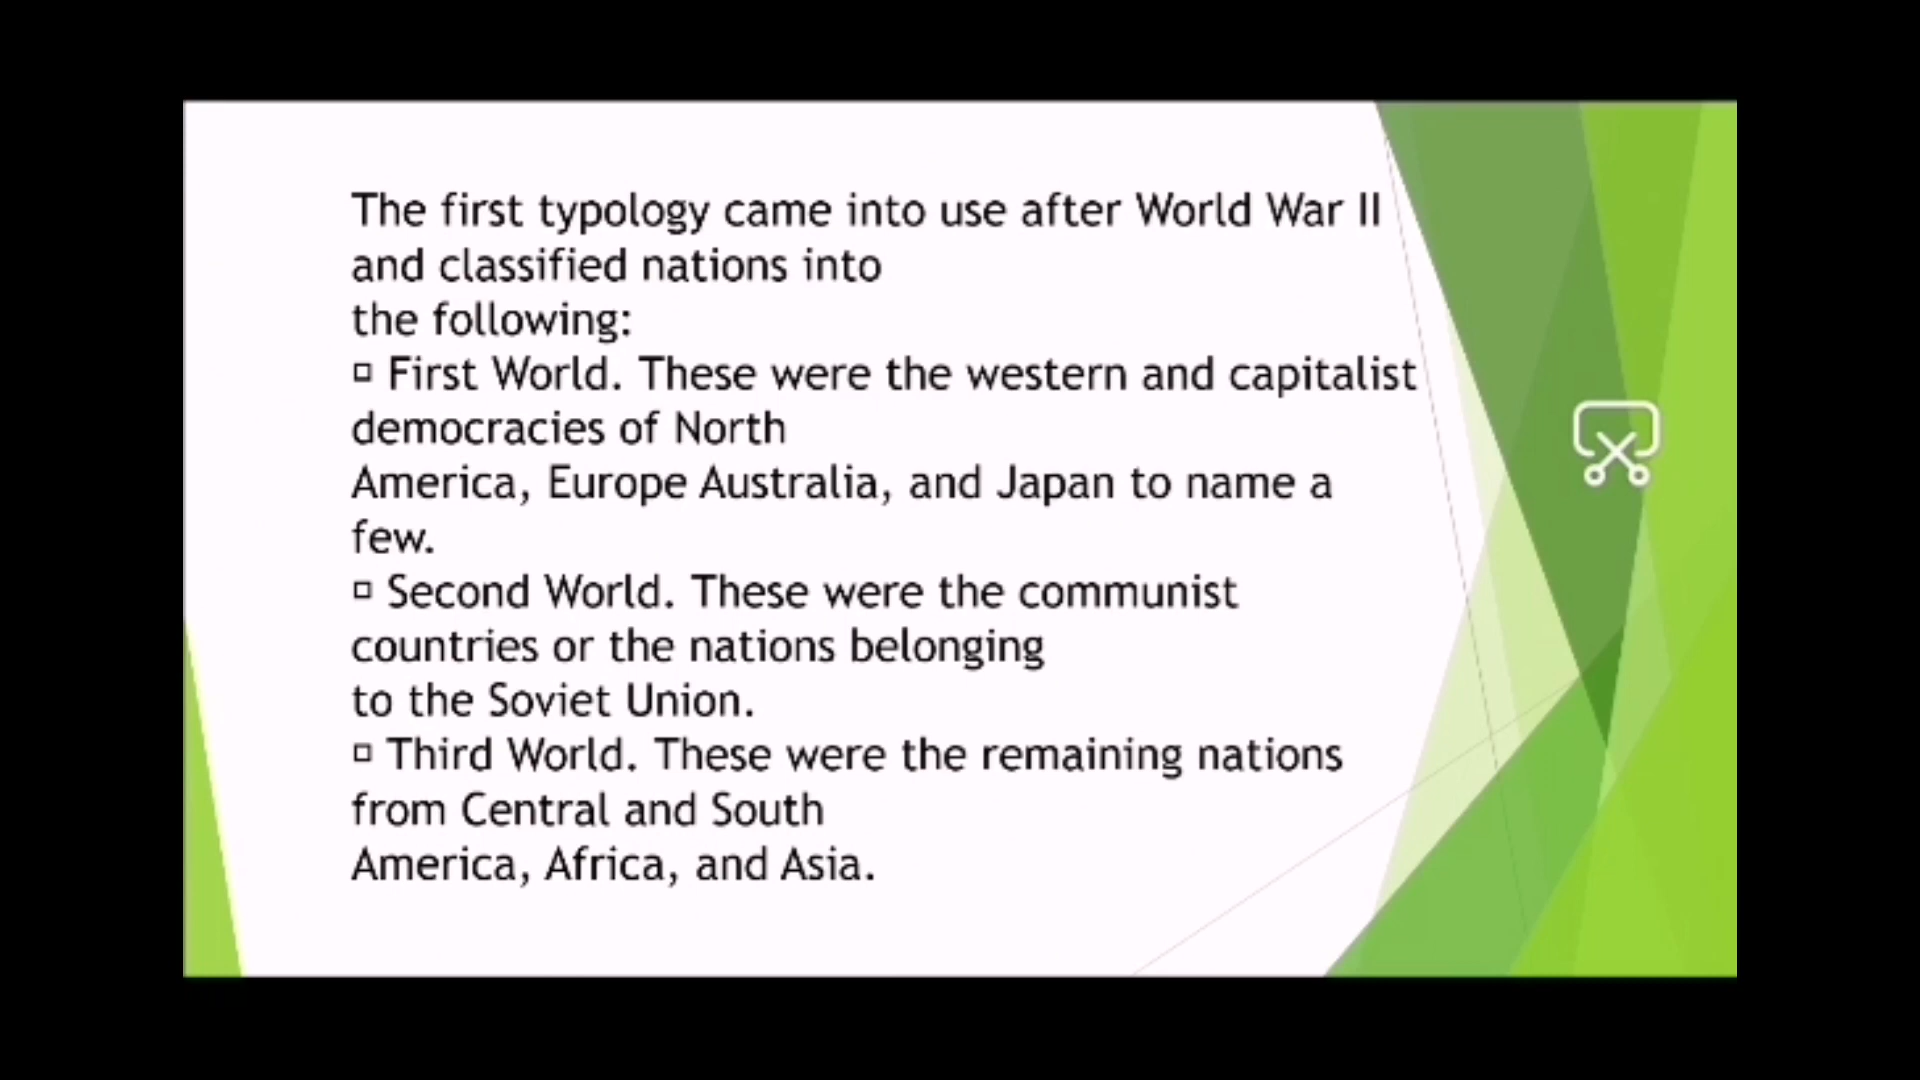 The first typology came into use after World War II
and classified nations into
the following:
▫ First World. These were the western and capitalist
democracies of North
America, Europe Australia, and Japan to name a
few.
▫ Second World. These were the communist
countries or the nations belonging
to the Soviet Union.
▫ Third World. These were the remaining nations
from Central and South
America, Africa, and Asia.